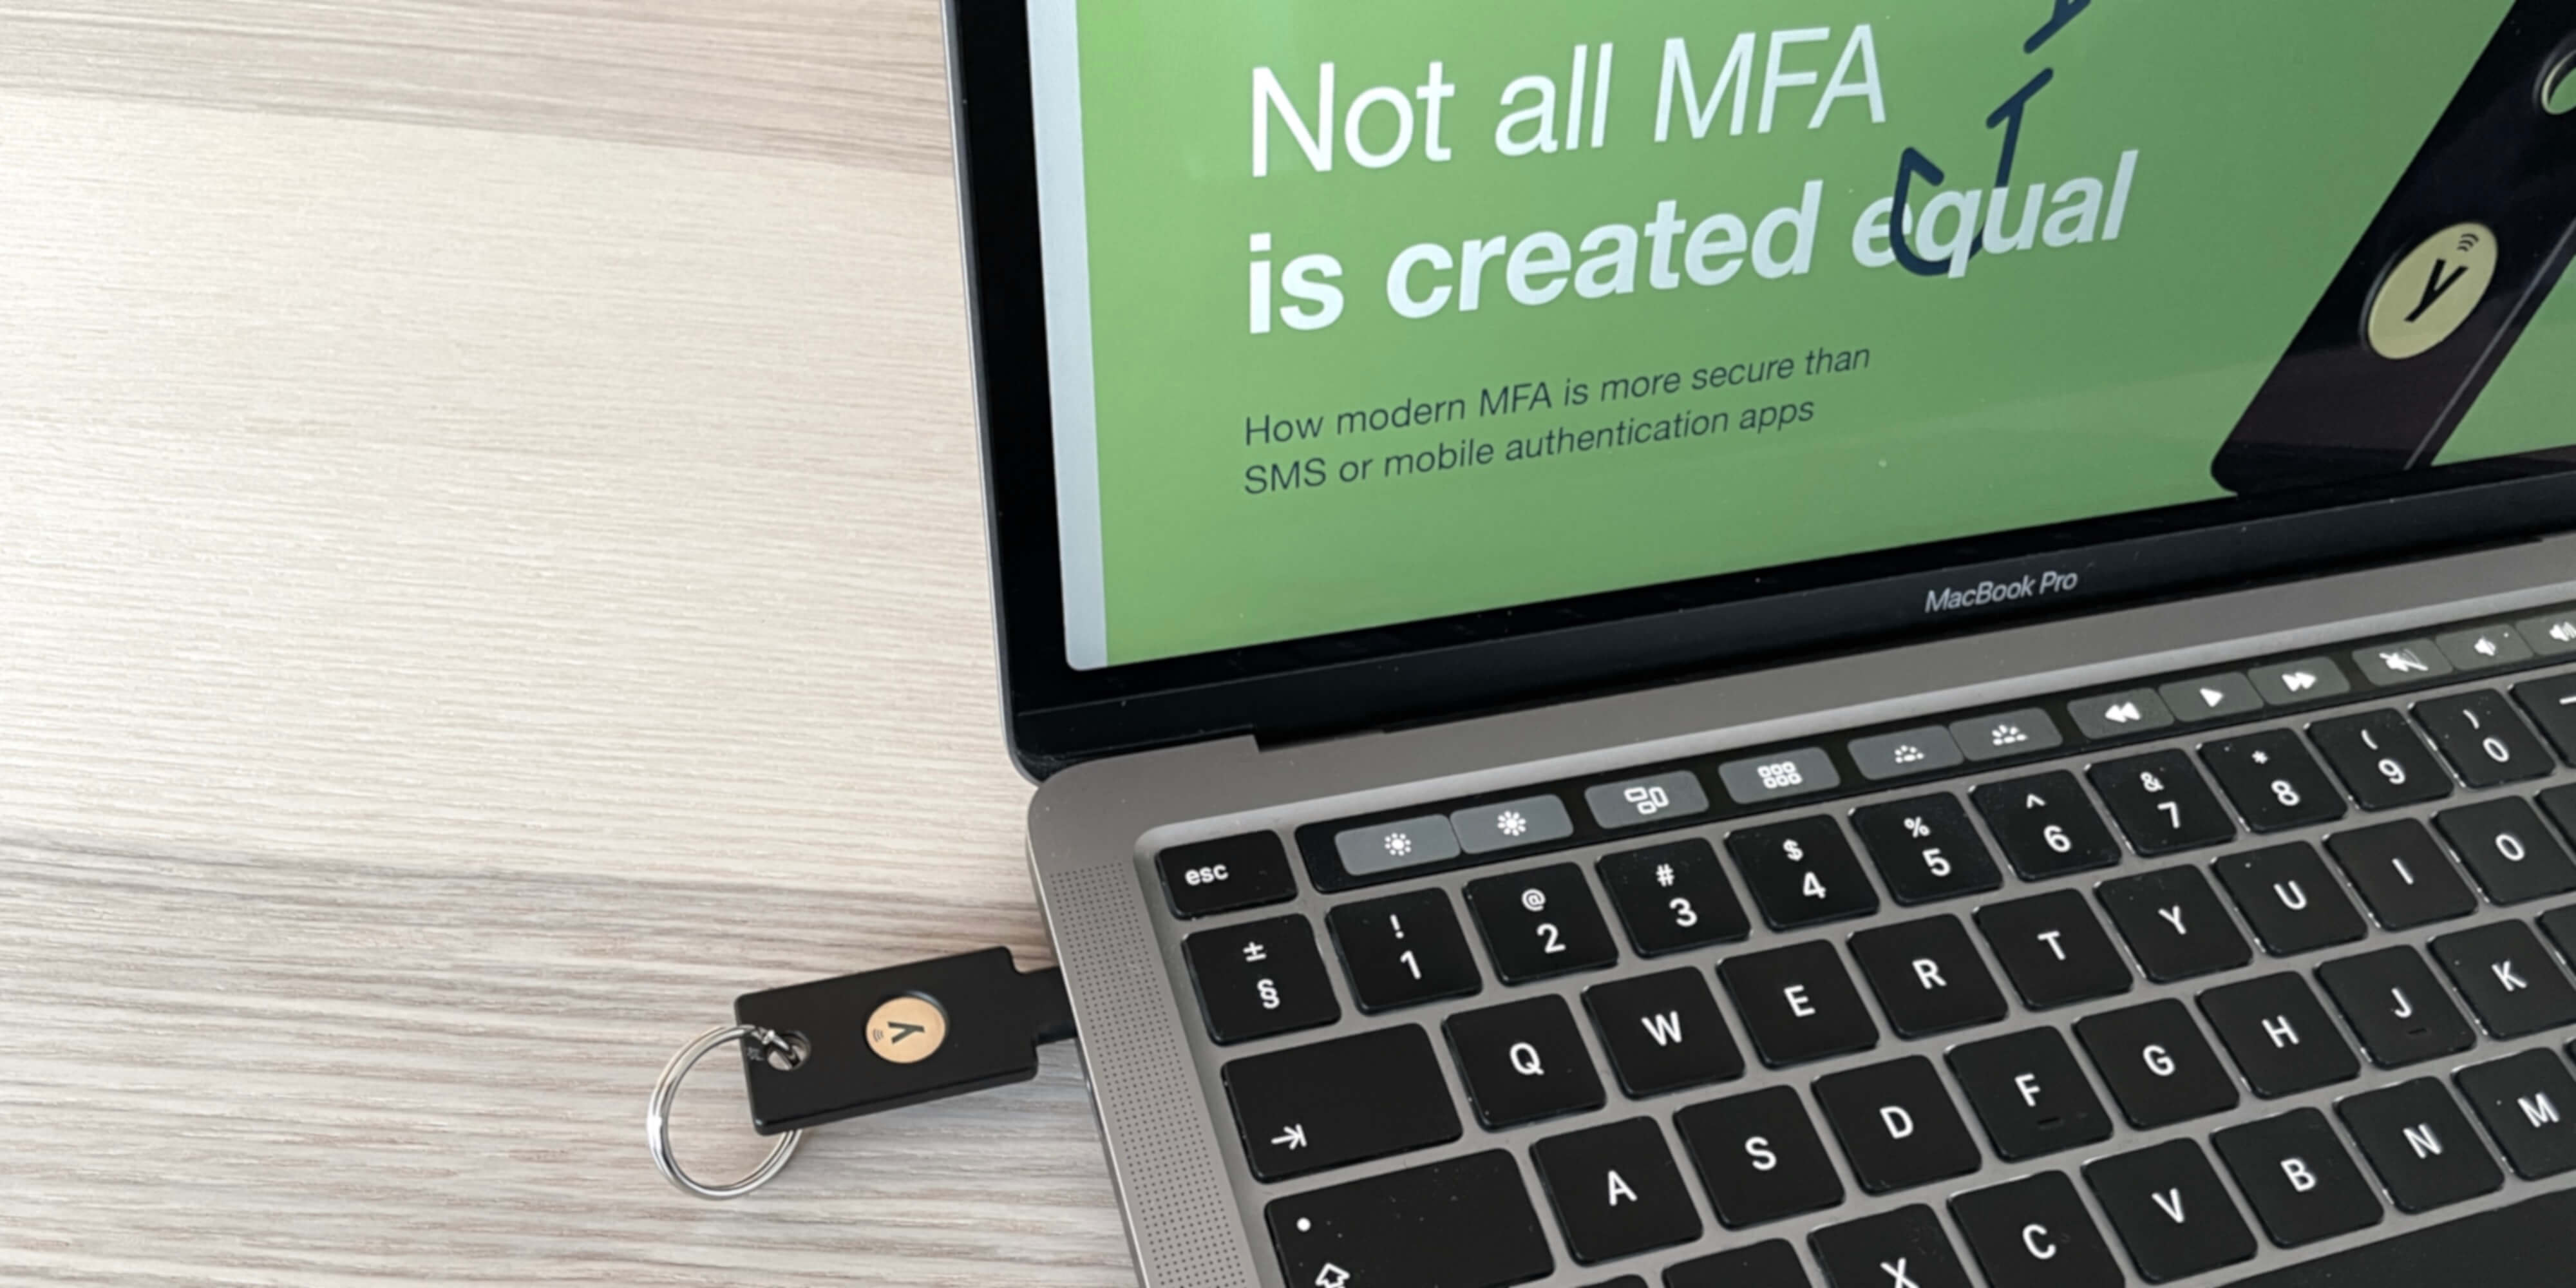 Not all MFA
is created equal
How modern MFA is more secure than
SMS or mobile authentication apps
y
MacBook Pro
esc
± ! @ # $ % ^ & * ( )
§ 1 2 3 4 5 6 7 8 9 0
Q W E R T Y U I O
A S D F G H J K
X C V B N M
y